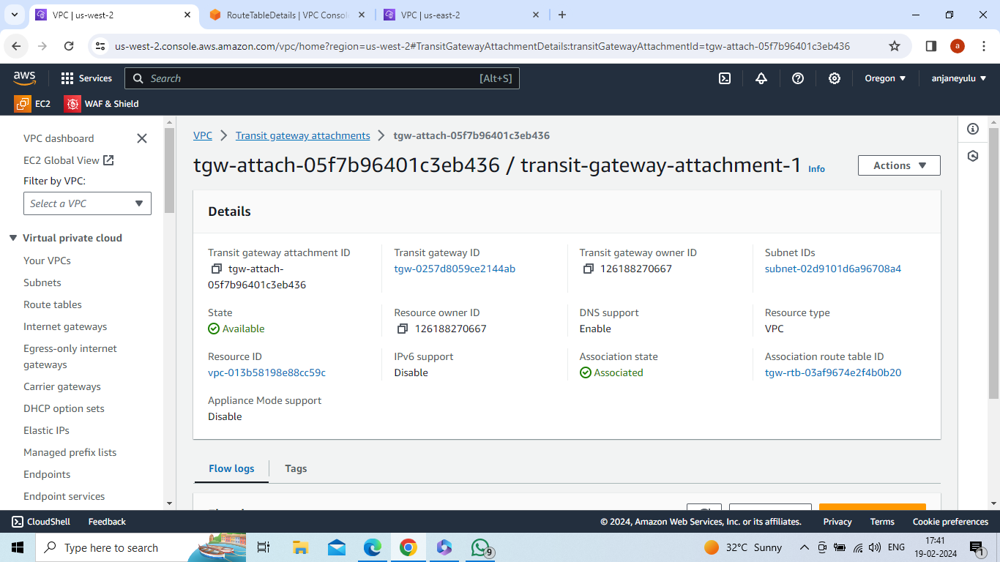 VPC | us-west-2
RouteTableDetails | VPC Consol
VPC | us-east-2
us-west-2.console.aws.amazon.com/vpc/home?region=us-west-2#TransitGatewayAttachmentDetails:transitGatewayAttachmentId=tgw-attach-05f7b96401c3eb436
a
aws
Services
Search
[Alt+S]
Oregon
anjaneyulu
EC2
WAF & Shield
VPC dashboard
EC2 Global View
Filter by VPC:
Select a VPC
Virtual private cloud
Your VPCs
Subnets
Route tables
Internet gateways
Egress-only internet
gateways
Carrier gateways
DHCP option sets
Elastic IPs
Managed prefix lists
Endpoints
Endpoint services
VPC
Transit gateway attachments
tgw-attach-05f7b96401c3eb436
tgw-attach-05f7b96401c3eb436 / transit-gateway-attachment-1
Info
Actions
Details
Transit gateway attachment ID
tgw-attach-
05f7b96401c3eb436
Transit gateway ID
tgw-0257d8059ce2144ab
Transit gateway owner ID
126188270667
Subnet IDs
subnet-02d9101d6a96708a4
State
Available
Resource owner ID
126188270667
DNS support
Enable
Resource type
VPC
Resource ID
vpc-013b58198e88cc59c
IPv6 support
Disable
Association state
Associated
Association route table ID
tgw-rtb-03af9674e2f4b0b20
Appliance Mode support
Disable
Flow logs
Tags
CloudShell
Feedback
© 2024, Amazon Web Services, Inc. or its affiliates.
Privacy
Terms
Cookie preferences
Type here to search
9
32°C Sunny
ENG
17:41
19-02-2024
1